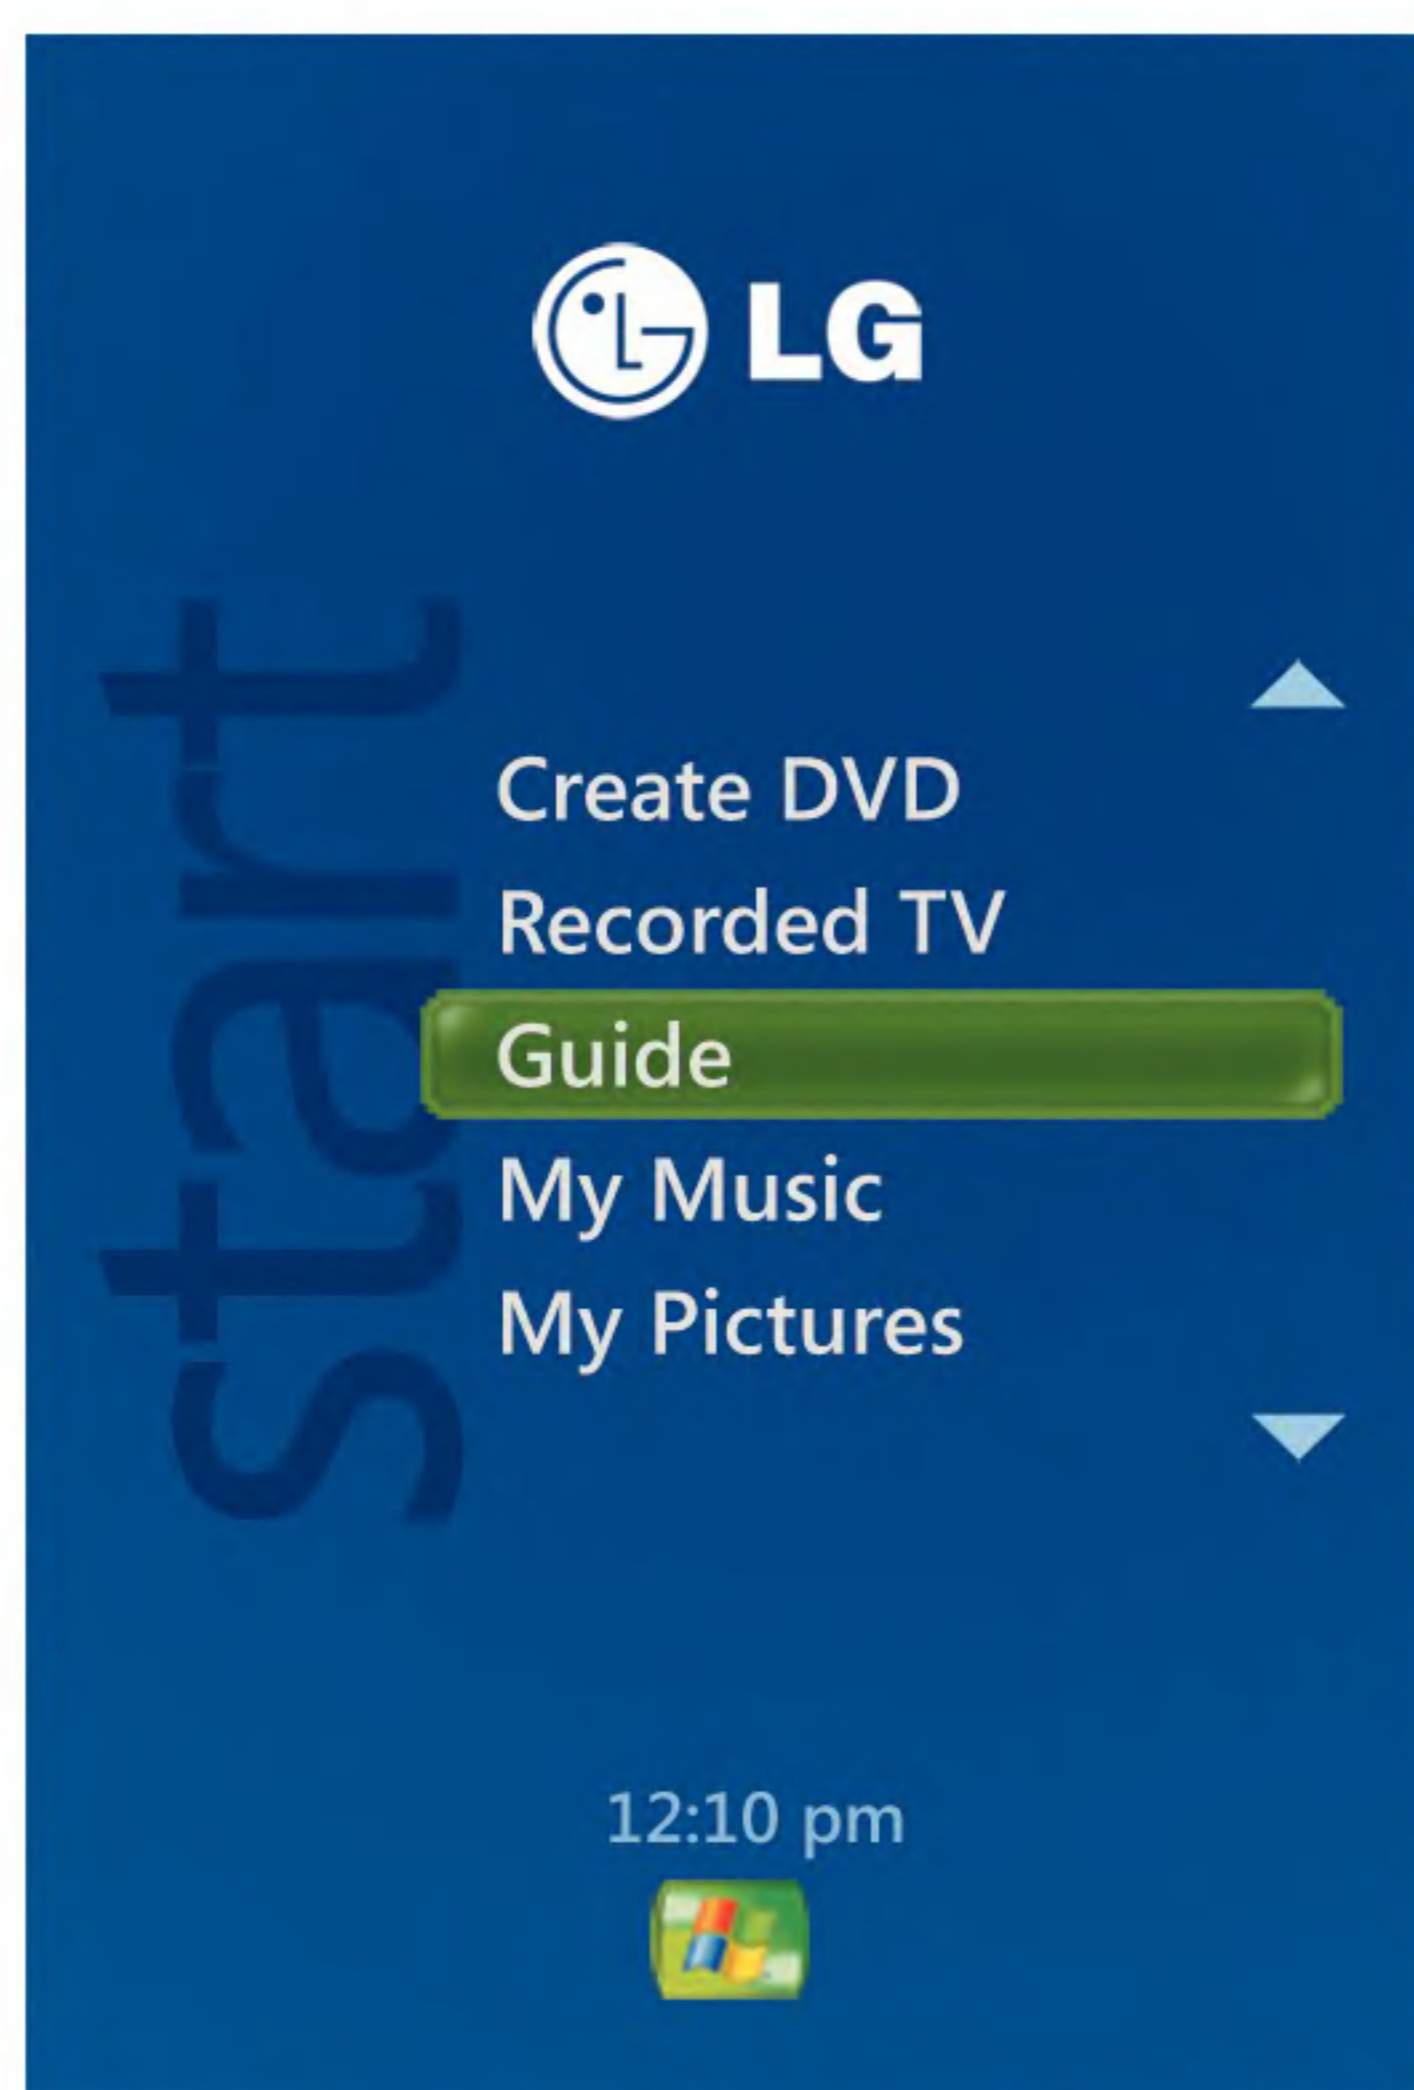 LG
start
Create DVD
Recorded TV
Guide
My Music
My Pictures
12:10 pm